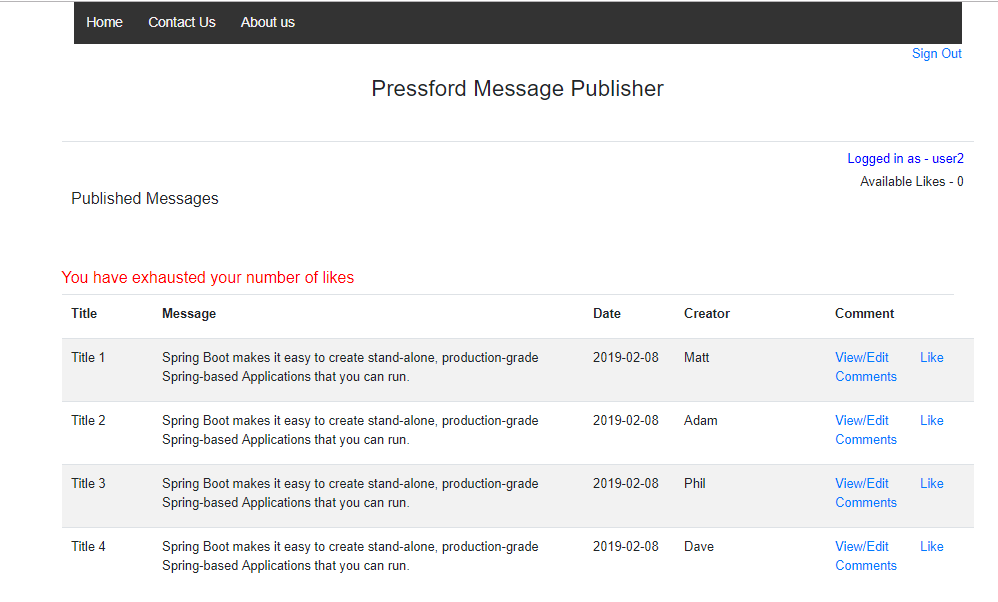 Home Contact Us About us
Sign Out
Pressford Message Publisher
Logged in as - user2
Available Likes - 0
Published Messages
You have exhausted your number of likes
Title Message Date Creator Comment
Title 1 Spring Boot makes it easy to create stand-alone, production-grade 2019-02-08 Matt View/Edit Like
Spring-based Applications that you can run. Comments
Title 2 Spring Boot makes it easy to create stand-alone, production-grade 2019-02-08 Adam View/Edit Like
Spring-based Applications that you can run. Comments
Title 3 Spring Boot makes it easy to create stand-alone, production-grade 2019-02-08 Phil View/Edit Like
Spring-based Applications that you can run. Comments
Title 4 Spring Boot makes it easy to create stand-alone, production-grade 2019-02-08 Dave View/Edit Like
Spring-based Applications that you can run. Comments